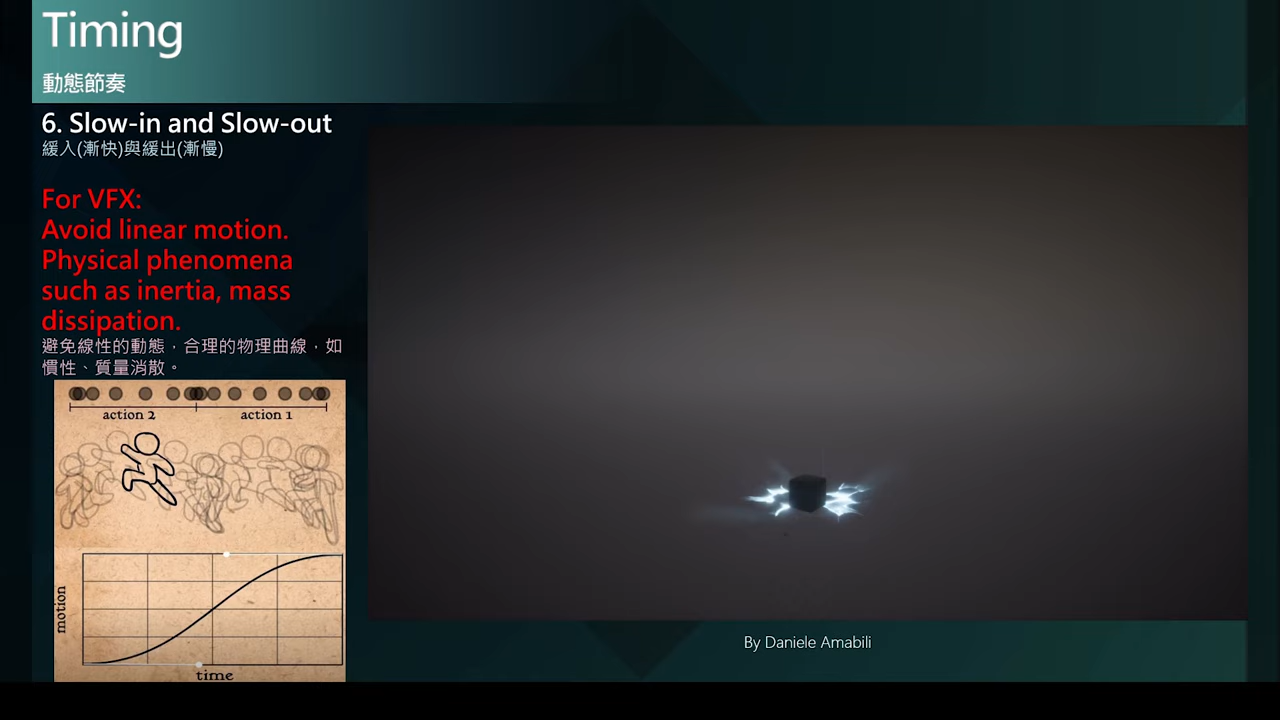 Timing
動態節奏
6. Slow-in and Slow-out
緩入(漸快)與緩出(漸慢)
For VFX:
Avoid linear motion.
Physical phenomena
such as inertia, mass
dissipation.
避免線性的動態，合理的物理曲線，如
慣性、質量消散。
action 2
action 1
motion
time
By Daniele Amabili